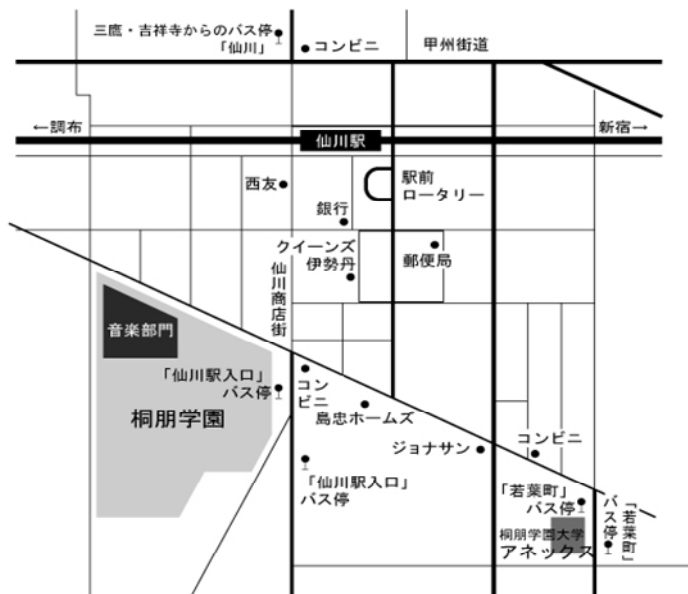 三鷹・吉祥寺からのバス停
「仙川」
コンビニ
甲州街道
←調布
仙川駅
新宿→
西友
駅前
ロータリー
銀行
クイーンズ
伊勢丹
郵便局
仙川商店街
音楽部門
「仙川駅入口」
バス停
コン
ビニ
桐朋学園
島忠ホームズ
ジョナサン
コンビニ
「仙川駅入口」
バス停
「若葉町」
バス停
「若葉町」
バス停
桐朋学園大学
アネックス